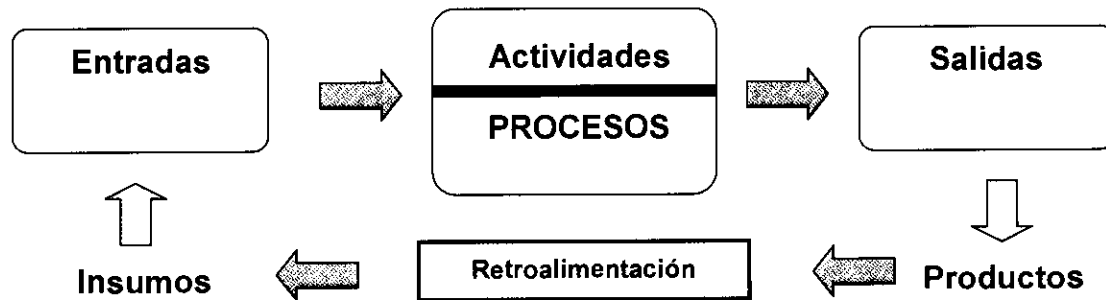 Entradas
Actividades
PROCESOS
Salidas
Insumos
Retroalimentación
Productos